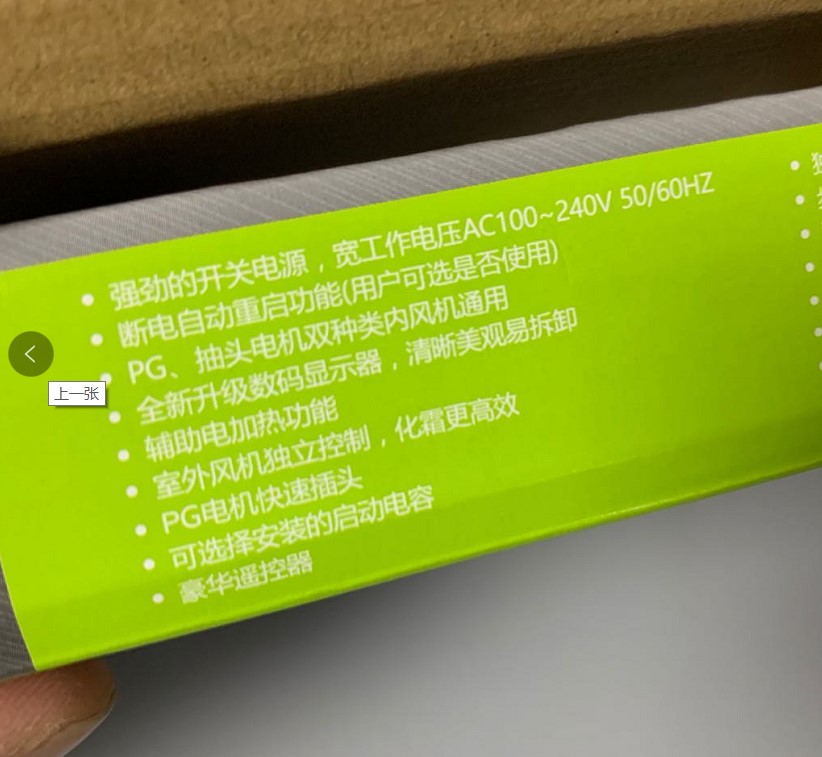 强劲的开关电源，宽工作电压AC100~240V 50/60HZ
断电自动重启功能(用户可选是否使用)
PG、抽头电机双种类内风机通用
全新升级数码显示器，清晰美观易拆卸
辅助电加热功能
室外风机独立控制，化霜更高效
PG电机快速插头
可选择安装的启动电容
豪华遥控器
上一张